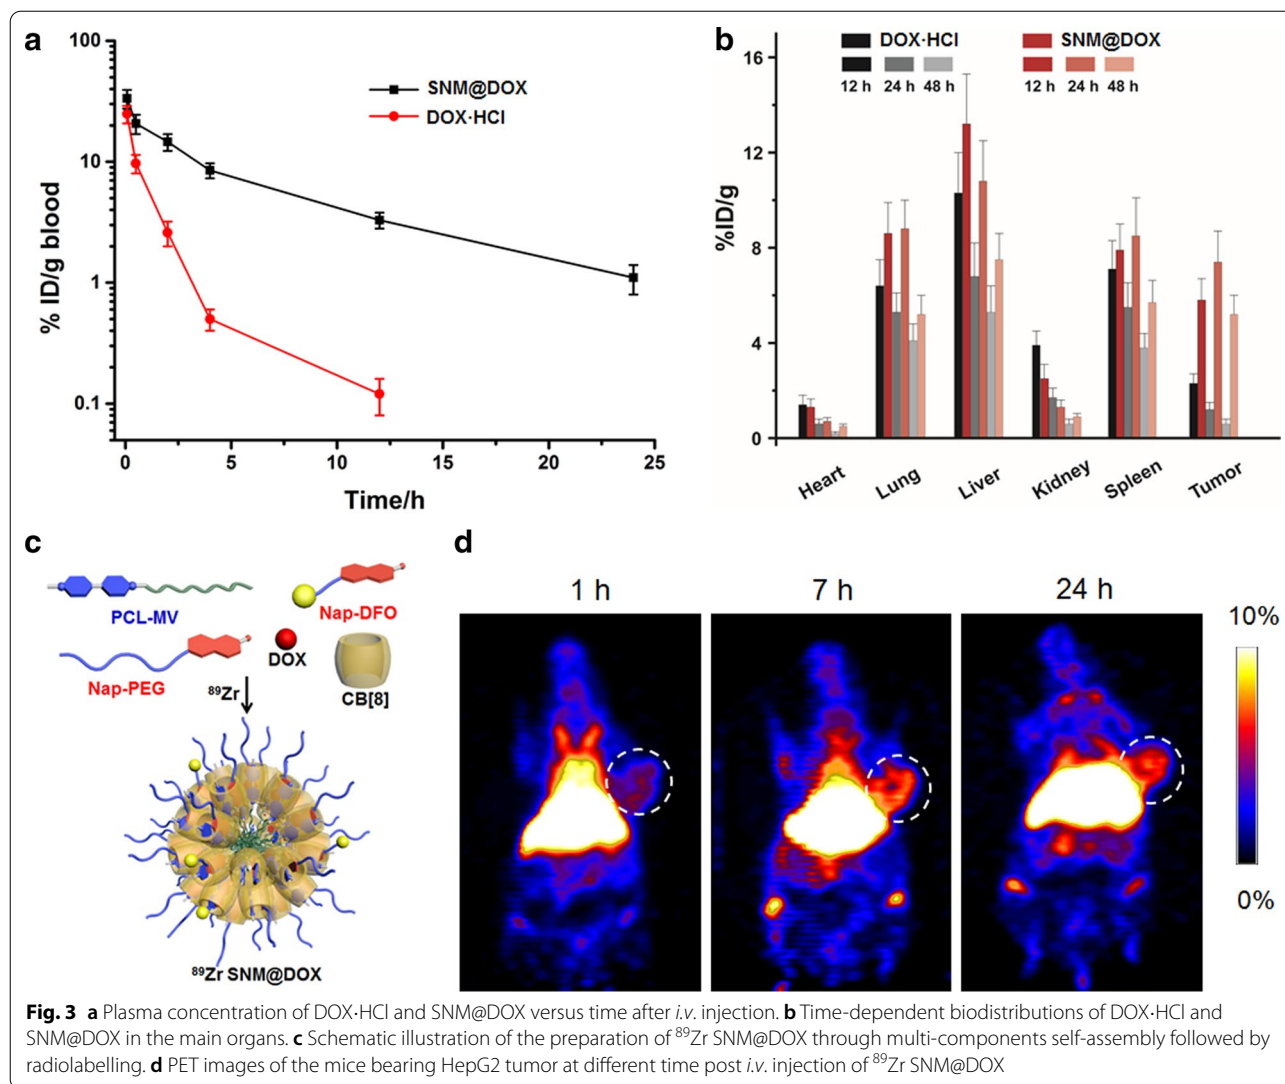 a
100
10
1
0.1
% ID/g blood
SNM@DOX
DOX·HCl
0
5
10
15
20
25
Time/h
b
DOX·HCl
SNM@DOX
12 h 24 h 48 h
12 h 24 h 48 h
16
12
8
4
0
%ID/g
Heart
Lung
Liver
Kidney
Spleen
Tumor
c
PCL-MV
Nap-DFO
Nap-PEG
DOX
CB[8]
⁸⁹Zr
⁸⁹Zr SNM@DOX
d
1 h
7 h
24 h
10%
0%
Fig. 3 a Plasma concentration of DOX·HCl and SNM@DOX versus time after i.v. injection. b Time-dependent biodistributions of DOX·HCl and
SNM@DOX in the main organs. c Schematic illustration of the preparation of ⁸⁹Zr SNM@DOX through multi-components self-assembly followed by
radiolabelling. d PET images of the mice bearing HepG2 tumor at different time post i.v. injection of ⁸⁹Zr SNM@DOX